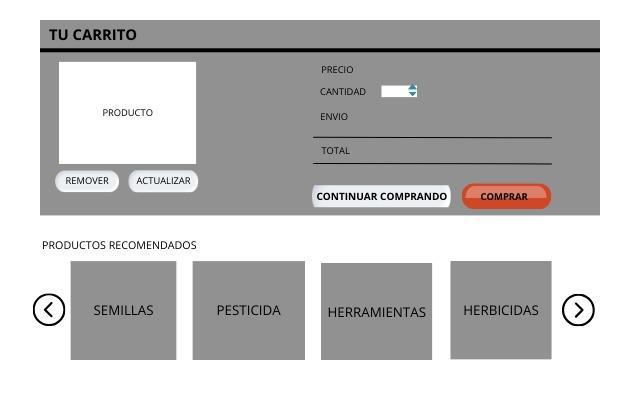 TU CARRITO
PRODUCTO
REMOVER
ACTUALIZAR
PRECIO
CANTIDAD
ENVIO
TOTAL
CONTINUAR COMPRANDO
COMPRAR
PRODUCTOS RECOMENDADOS
SEMILLAS
PESTICIDA
HERRAMIENTAS
HERBICIDAS